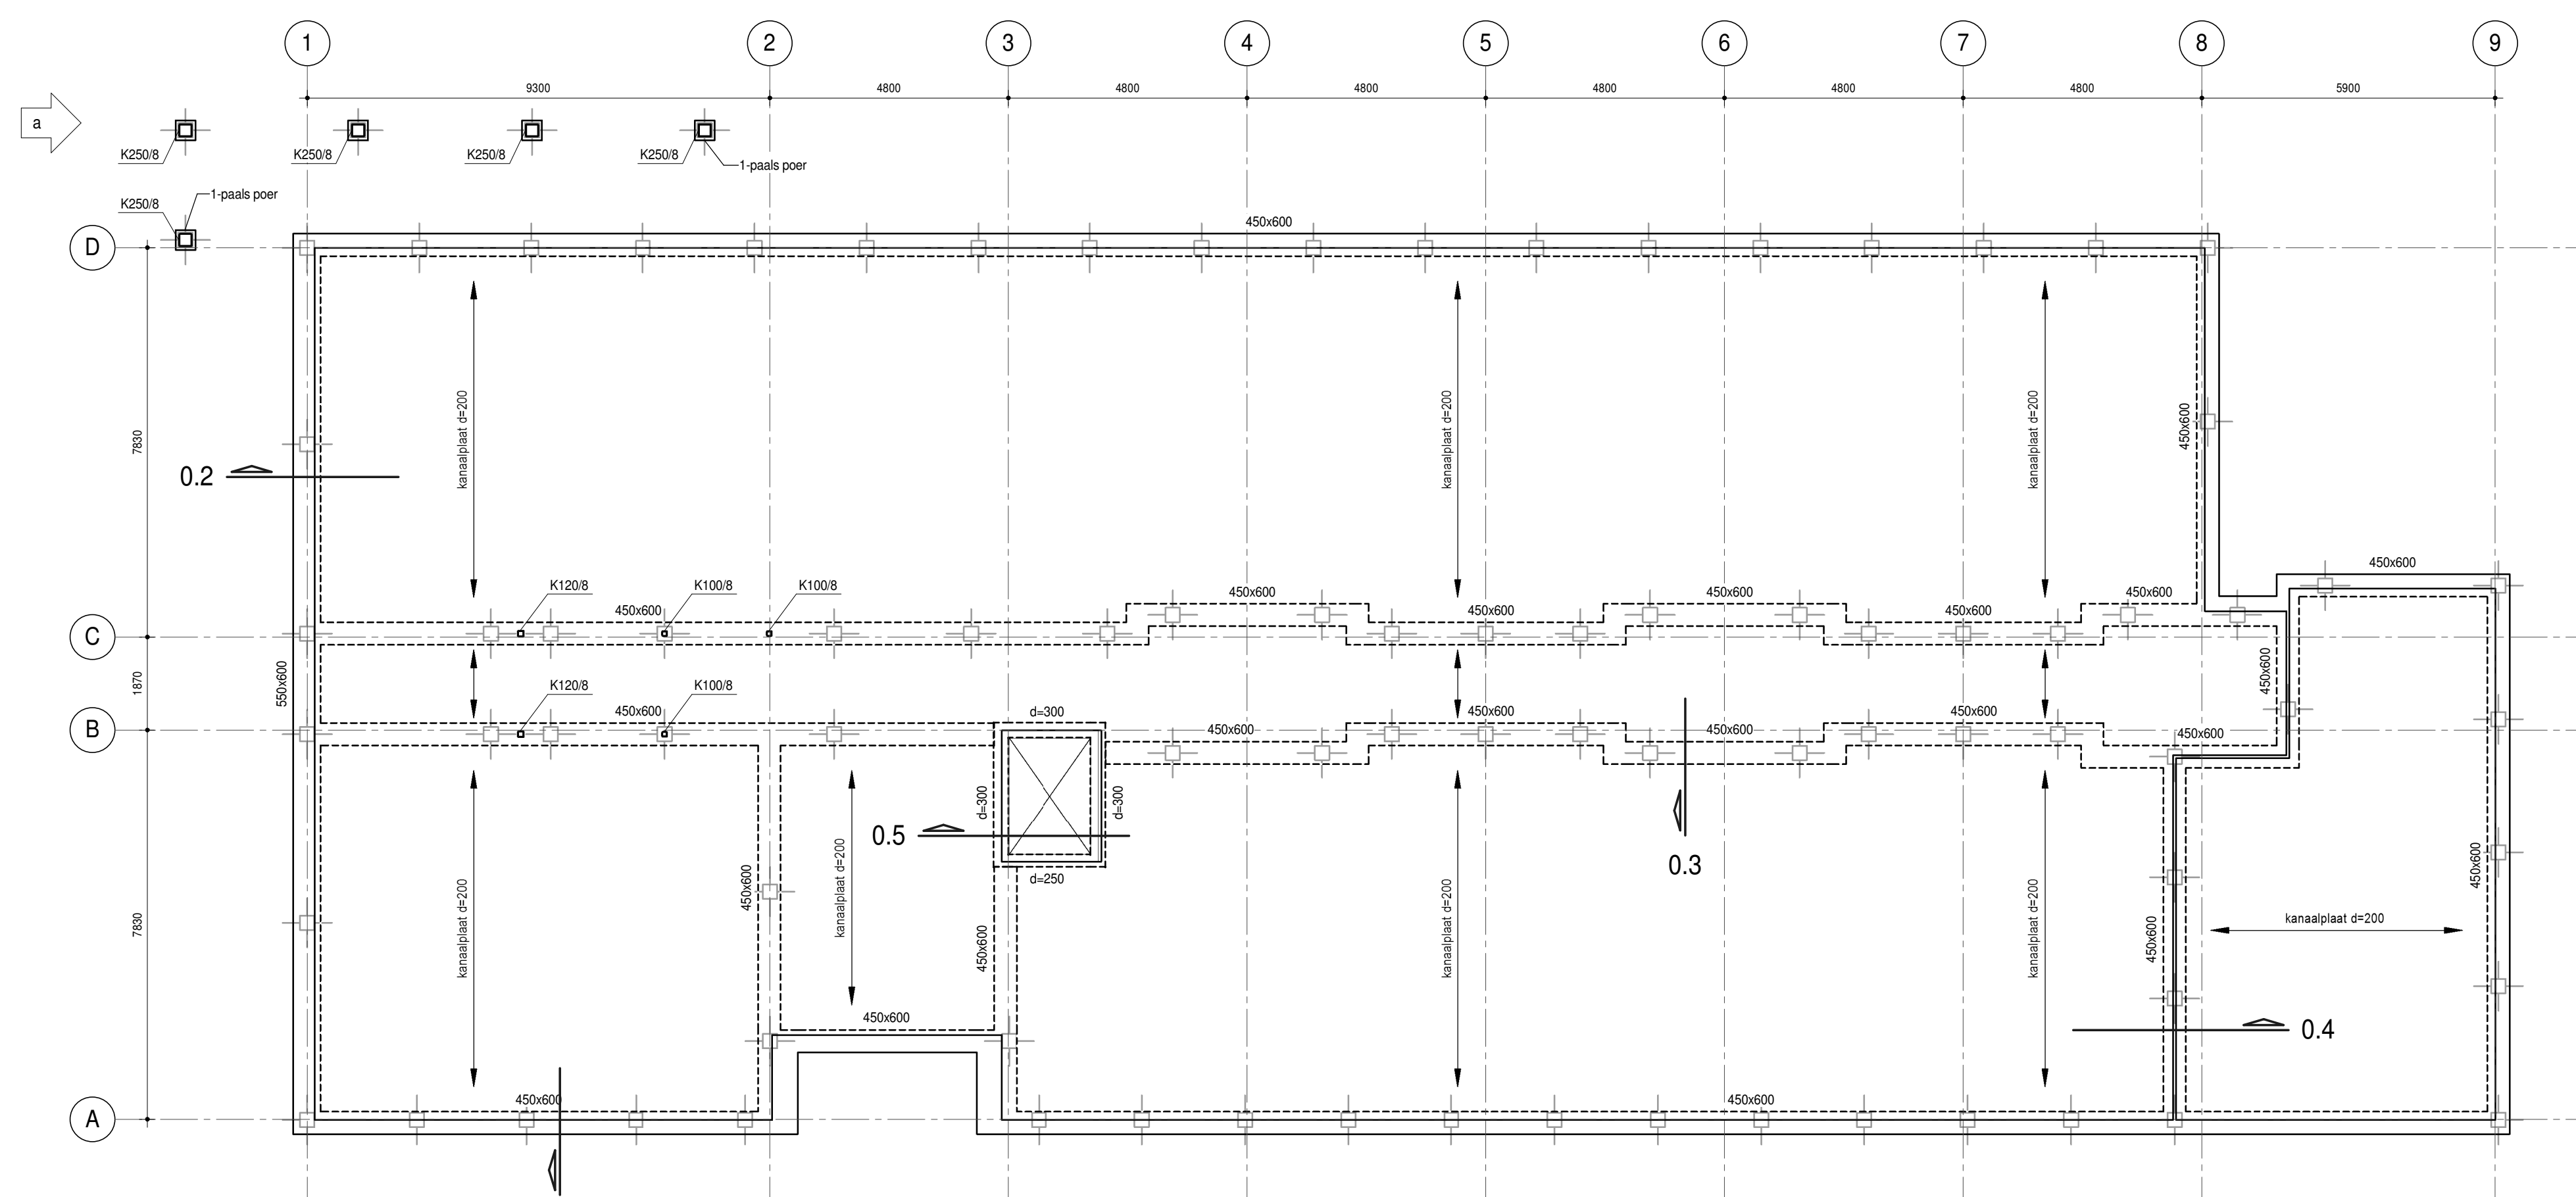 1 2 3 4 5 6 7 8 9
9300 4800 4800 4800 4800 4800 4800 5900
a
K250/8 K250/8 K250/8 K250/8
1-paals poer
1-paals poer
K250/8
D
450x600
kanaalplaat d=200
kanaalplaat d=200
kanaalplaat d=200
450x600
7830
0.2
450x600
K120/8 K100/8 K100/8
450x600 450x600 450x600 450x600 450x600 450x600
C
550x600
1870
450x600
K120/8 K100/8
450x600 d=300 450x600 450x600
B
450x600 450x600 450x600
d=300 d=300
0.5
0.3
d=250
450x600
kanaalplaat d=200
kanaalplaat d=200
kanaalplaat d=200
kanaalplaat d=200
kanaalplaat d=200
450x600
450x600
450x600
7830
450x600
0.4
450x600 450x600
A